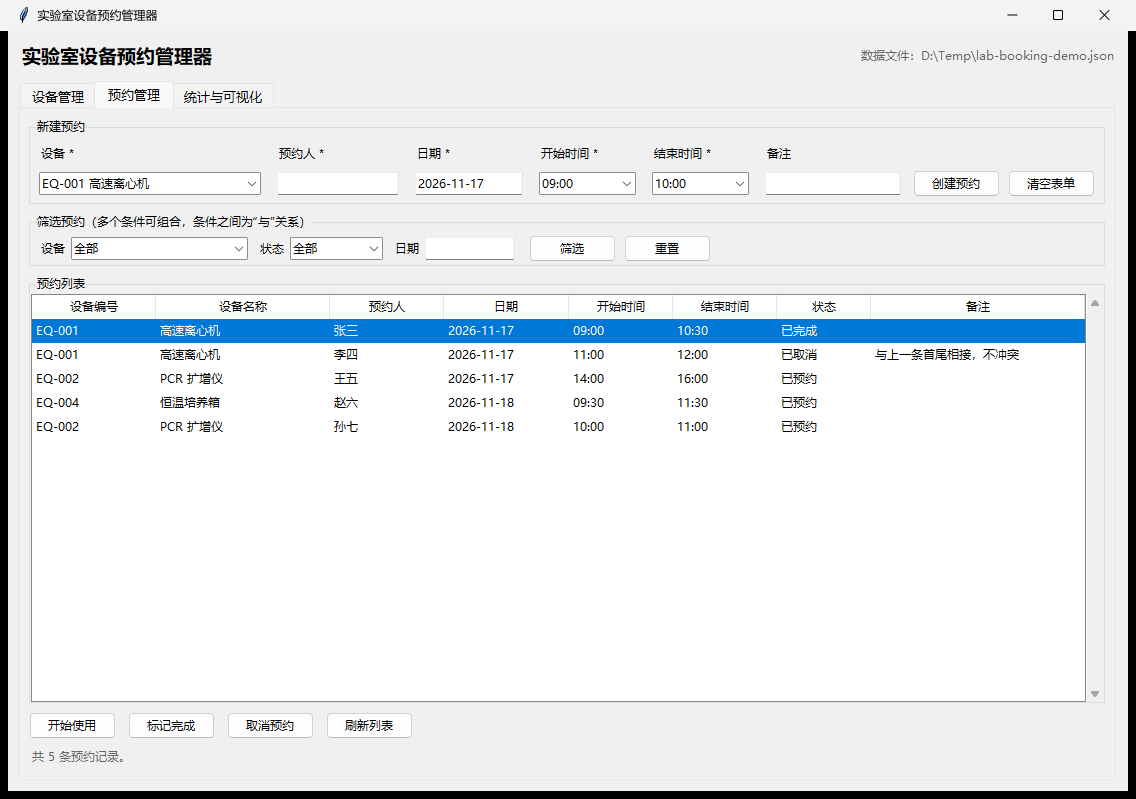 实验室设备预约管理器
实验室设备预约管理器
数据文件：D:\Temp\lab-booking-demo.json
设备管理 预约管理 统计与可视化
新建预约
设备 * 预约人 * 日期 * 开始时间 * 结束时间 * 备注
EQ-001 高速离心机 2026-11-17 09:00 10:00 创建预约 清空表单
筛选预约（多个条件可组合，条件之间为“与”关系）
设备 全部 状态 全部 日期 筛选 重置
预约列表
设备编号 设备名称 预约人 日期 开始时间 结束时间 状态 备注
EQ-001 高速离心机 张三 2026-11-17 09:00 10:30 已完成
EQ-001 高速离心机 李四 2026-11-17 11:00 12:00 已取消 与上一条首尾相接，不冲突
EQ-002 PCR 扩增仪 王五 2026-11-17 14:00 16:00 已预约
EQ-004 恒温培养箱 赵六 2026-11-18 09:30 11:30 已预约
EQ-002 PCR 扩增仪 孙七 2026-11-18 10:00 11:00 已预约
开始使用 标记完成 取消预约 刷新列表
共 5 条预约记录。